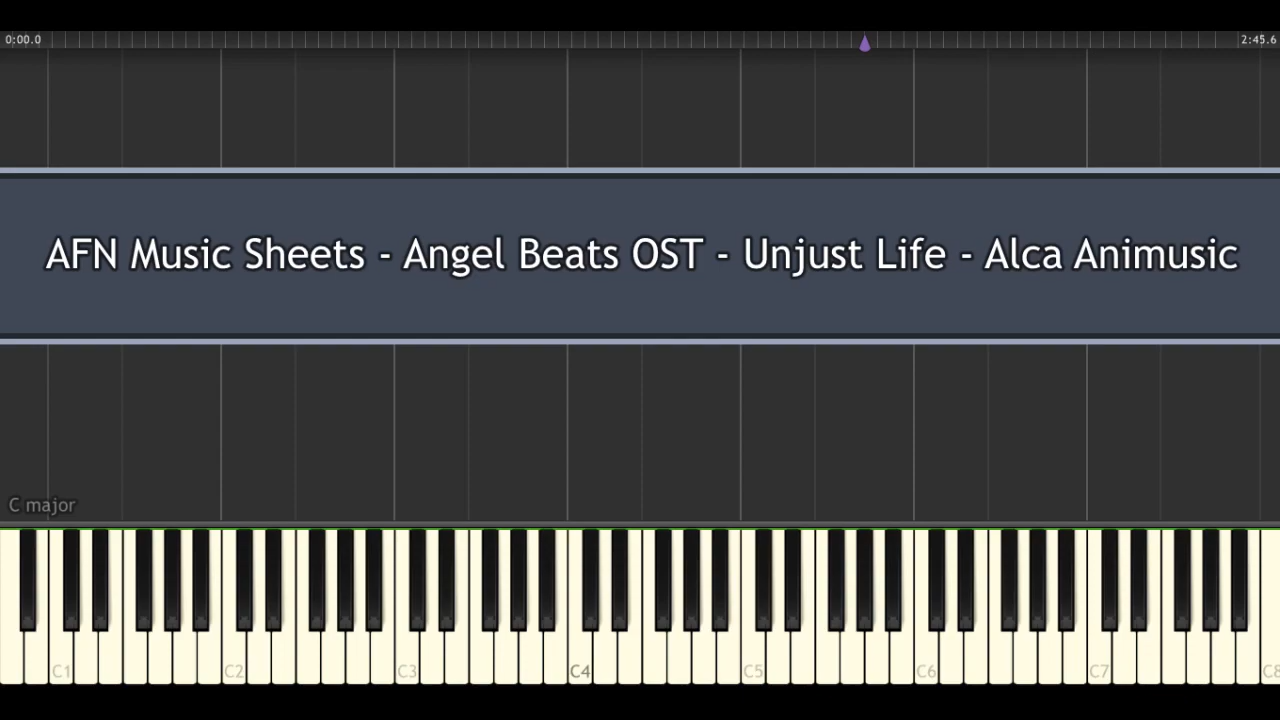 0:00.0 2:45.6
AFN Music Sheets - Angel Beats OST - Unjust Life - Alca Animusic
C major
C1 C2 C3 C4 C5 C6 C7 C8